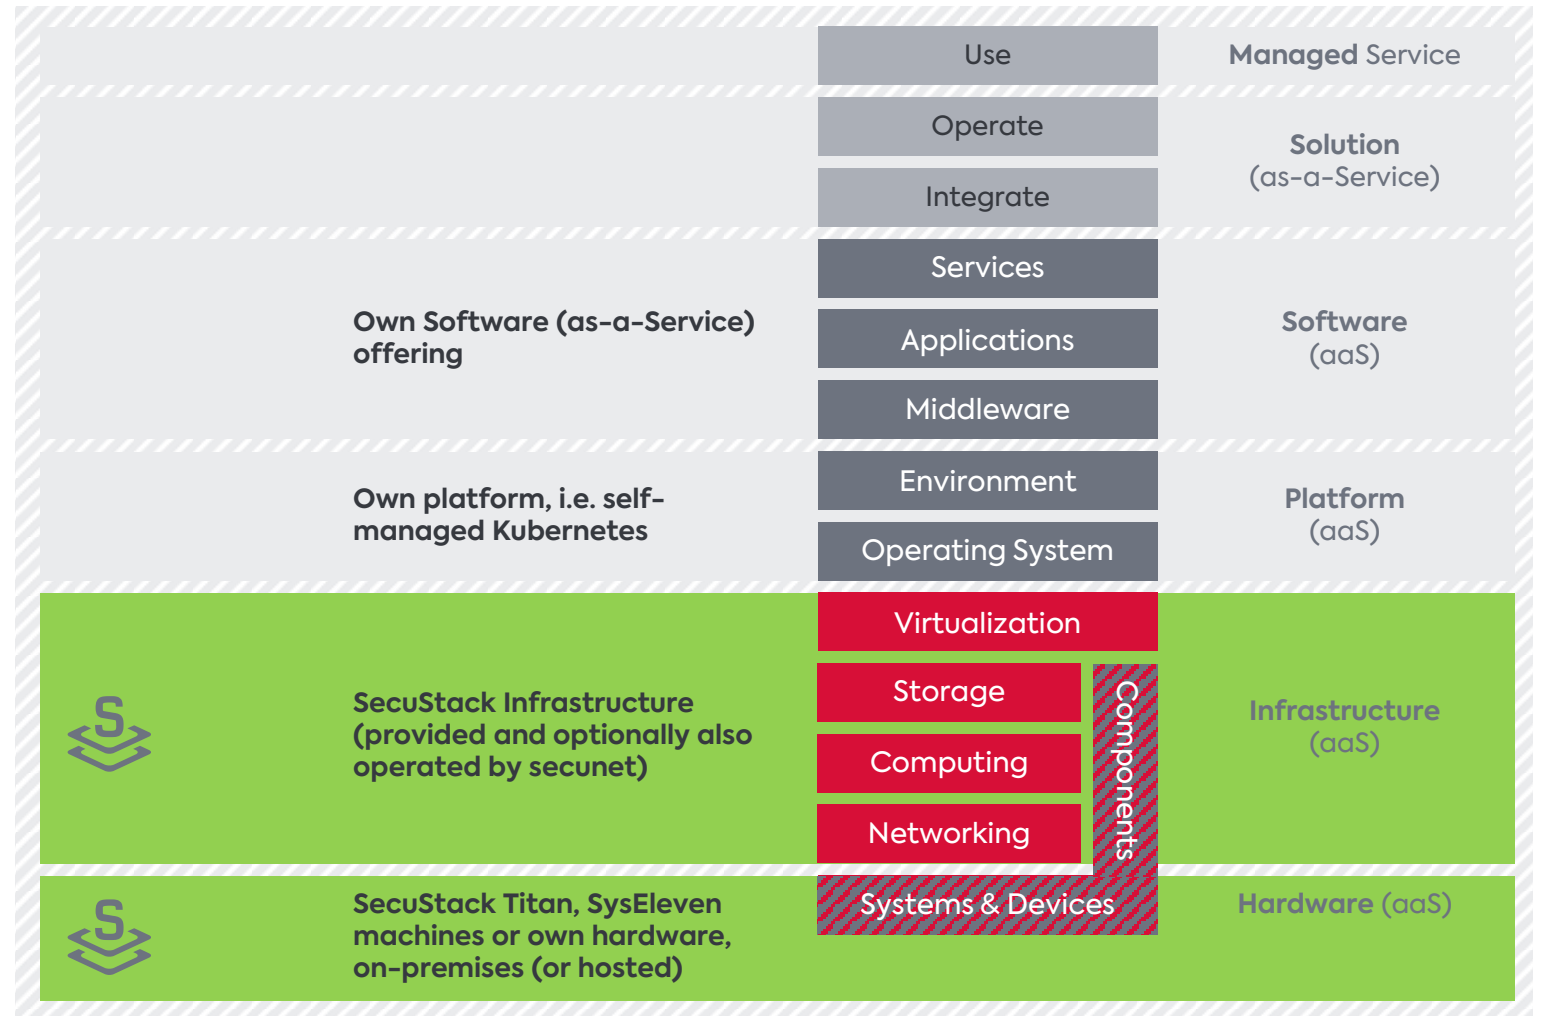 Use
Managed Service
Operate
Solution
(as-a-Service)
Integrate
Services
Own Software (as-a-Service)
offering
Applications
Software
(aaS)
Middleware
Environment
Own platform, i.e. self-
managed Kubernetes
Platform
(aaS)
Operating System
Virtualization
S
SecuStack Infrastructure
(provided and optionally also
operated by secunet)
Storage
Computing
Networking
Components
Infrastructure
(aaS)
S
SecuStack Titan, SysEleven
machines or own hardware,
on-premises (or hosted)
Systems & Devices
Hardware (aaS)